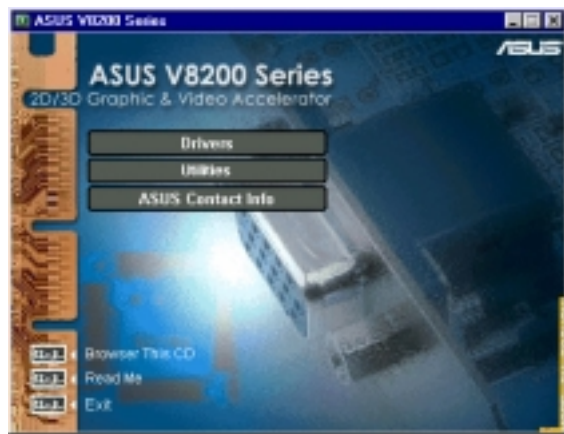 ASUS V8200 Series
ASUS
ASUS V8200 Series
2D/3D Graphic & Video Accelerator
Drivers
Utilities
ASUS Contact Info
Browser This CD
Read Me
Exit